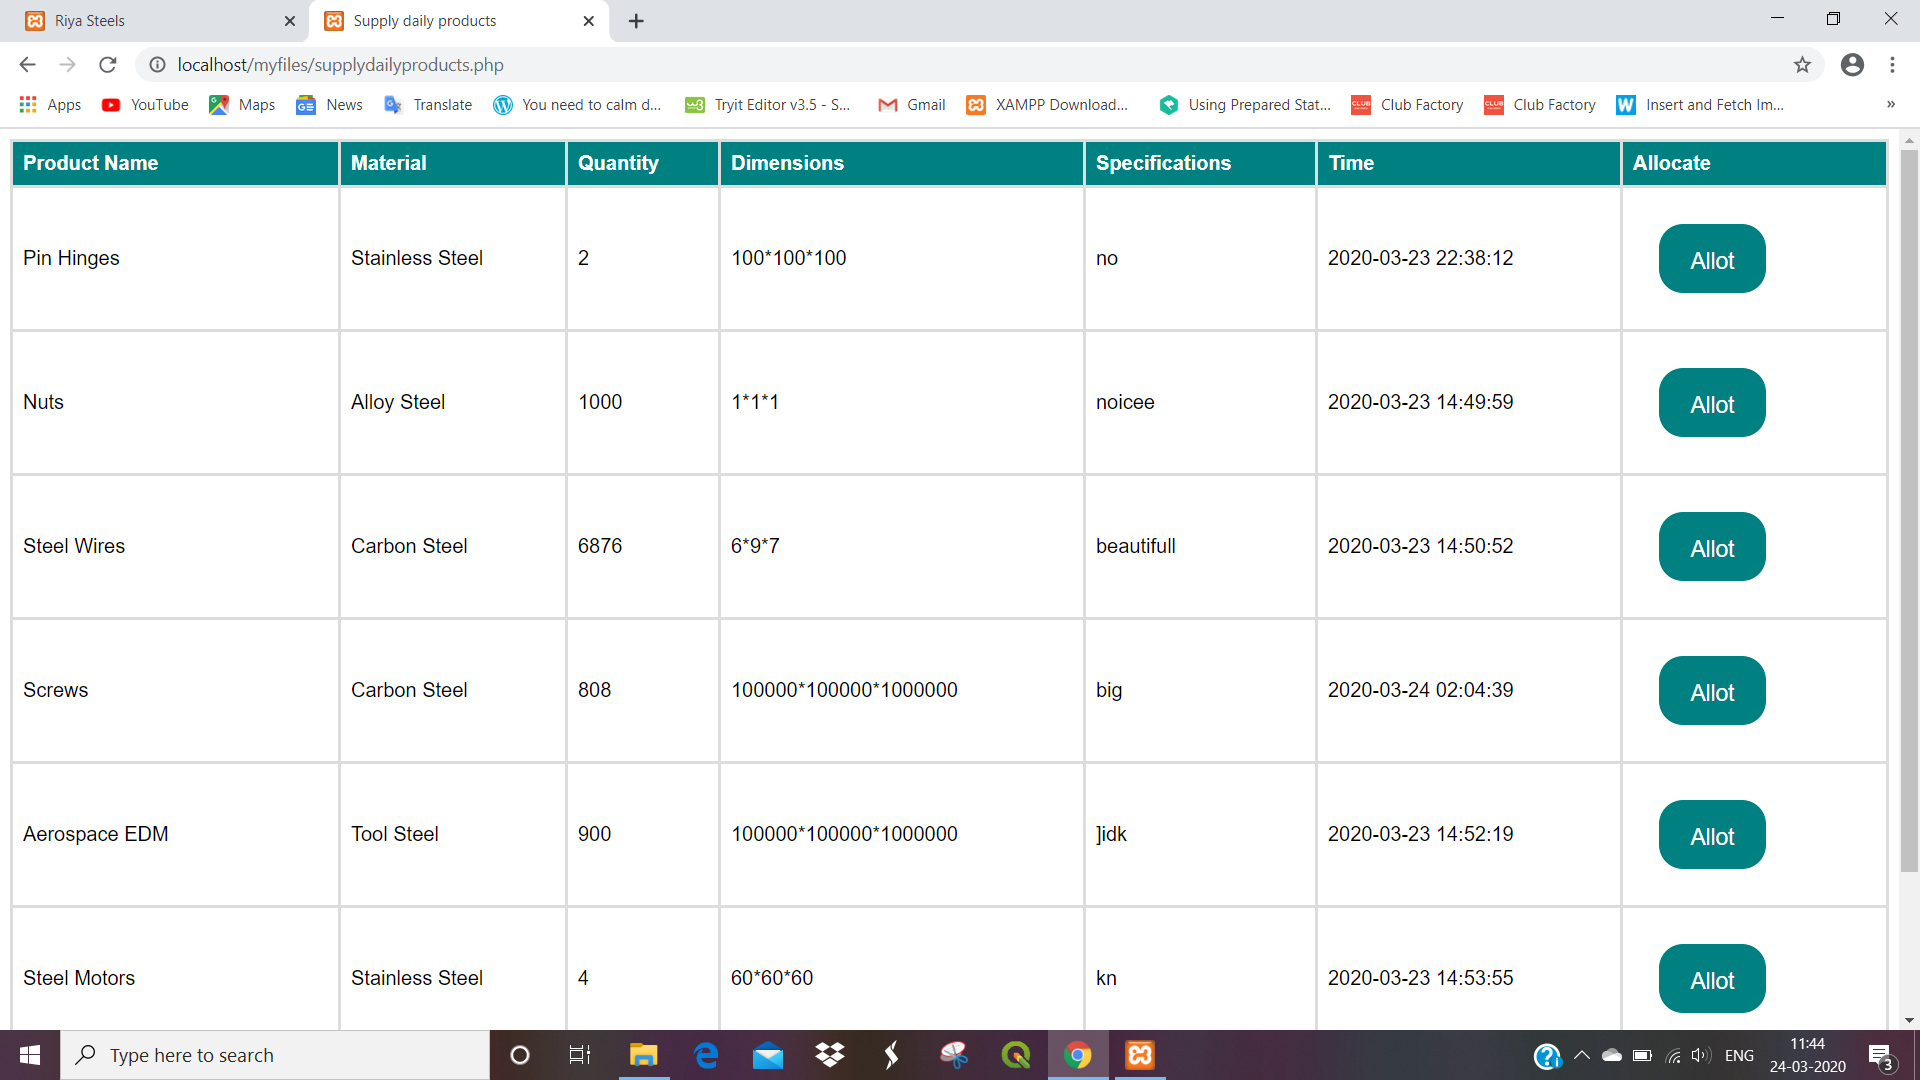 Riya Steels
Supply daily products
localhost/myfiles/supplydailyproducts.php
Apps YouTube Maps News Translate You need to calm d... Tryit Editor v3.5 - S... Gmail XAMPP Download... Using Prepared Stat... Club Factory Club Factory Insert and Fetch Im... »
Product Name Material Quantity Dimensions Specifications Time Allocate
Pin Hinges Stainless Steel 2 100*100*100 no 2020-03-23 22:38:12 Allot
Nuts Alloy Steel 1000 1*1*1 noicee 2020-03-23 14:49:59 Allot
Steel Wires Carbon Steel 6876 6*9*7 beautifull 2020-03-23 14:50:52 Allot
Screws Carbon Steel 808 100000*100000*1000000 big 2020-03-24 02:04:39 Allot
Aerospace EDM Tool Steel 900 100000*100000*1000000 ]idk 2020-03-23 14:52:19 Allot
Steel Motors Stainless Steel 4 60*60*60 kn 2020-03-23 14:53:55 Allot
Type here to search
ENG
11:44
24-03-2020
3